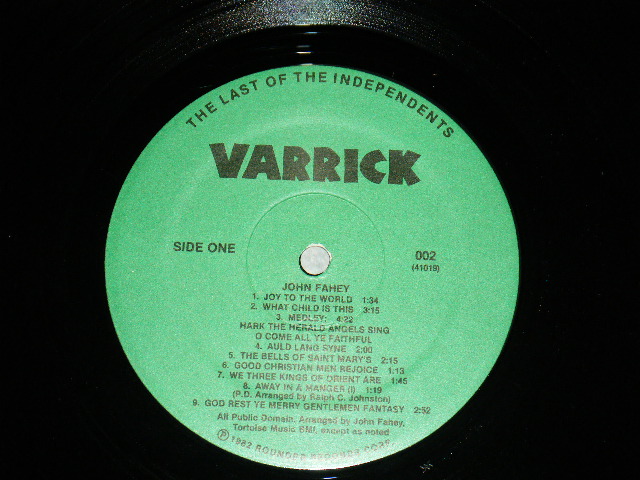 THE LAST OF THE INDEPENDENTS
VARRICK
SIDE ONE
002
(41019)
JOHN FAHEY
1. JOY TO THE WORLD 1:34
2. WHAT CHILD IS THIS 3:15
3. MEDLEY: 4:22
HARK THE HERALD ANGELS SING
O COME ALL YE FAITHFUL
4. AULD LANG SYNE 2:00
5. THE BELLS OF SAINT MARY'S 2:15
6. GOOD CHRISTIAN MEN REJOICE 1:13
7. WE THREE KINGS OF ORIENT ARE 1:45
8. AWAY IN A MANGER (I) 1:19
(P.D. Arranged by Ralph C. Johnston)
9. GOD REST YE MERRY GENTLEMEN FANTASY 2:52
All Public Domain. Arranged by John Fahey,
Tortoise Music BMI, except as noted
Ⓟ 1982 ROUNDER RECORDS CORP.